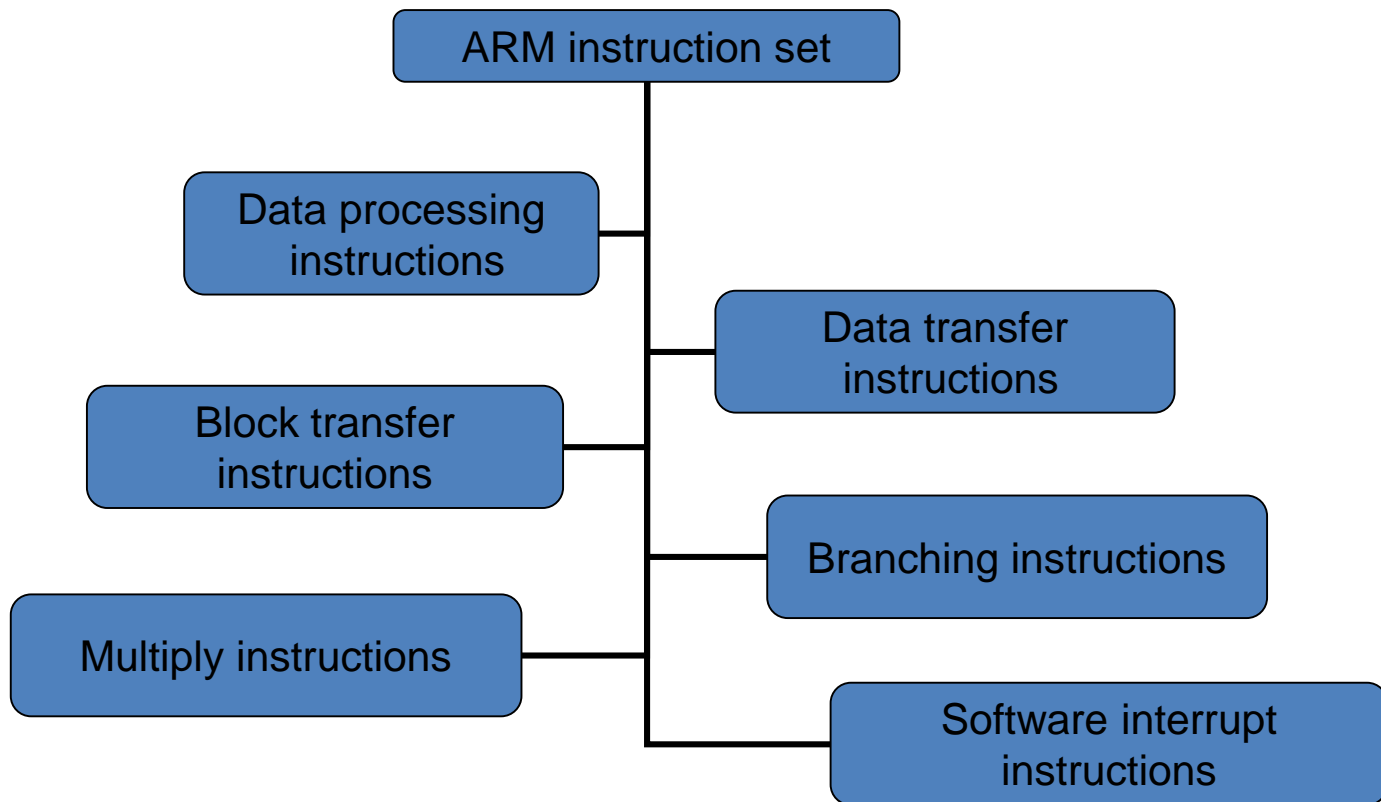 ARM instruction set
Data processing
instructions
Data transfer
instructions
Block transfer
instructions
Branching instructions
Multiply instructions
Software interrupt
instructions